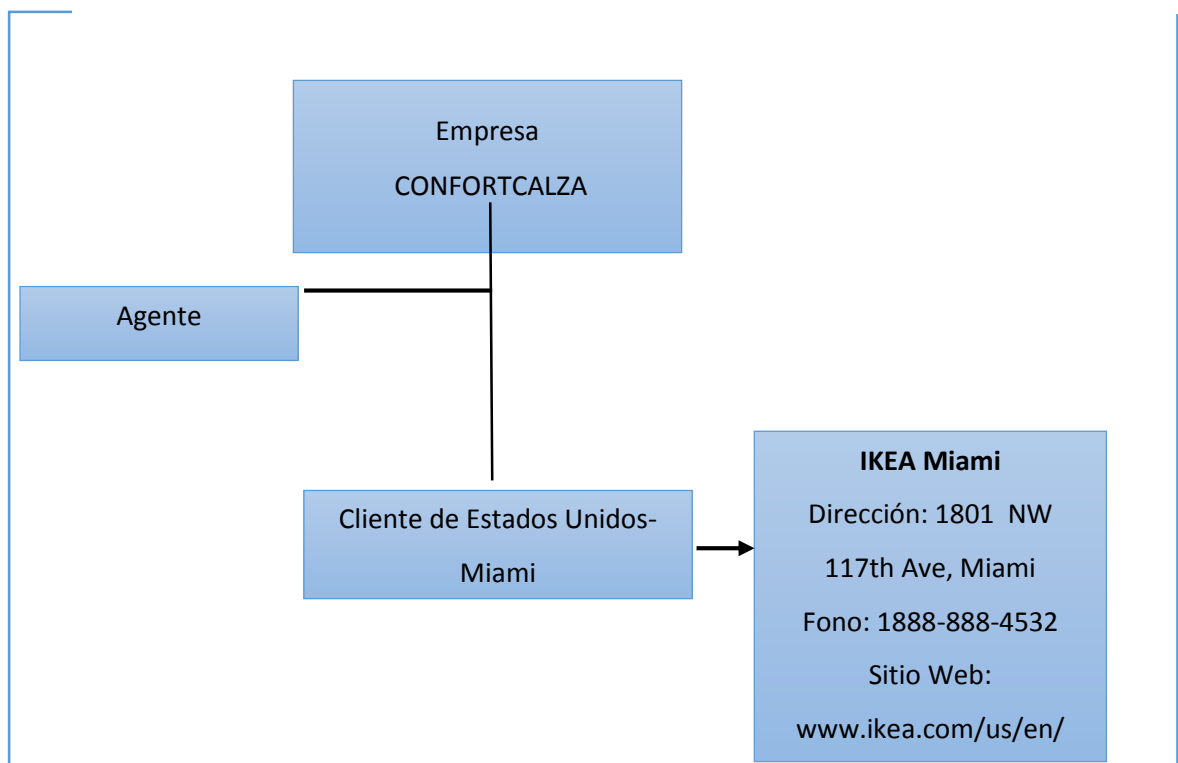 Empresa
CONFORTCALZA
Agente
Cliente de Estados Unidos-
Miami
IKEA Miami
Dirección: 1801  NW
117th Ave, Miami
Fono: 1888-888-4532
Sitio Web:
www.ikea.com/us/en/